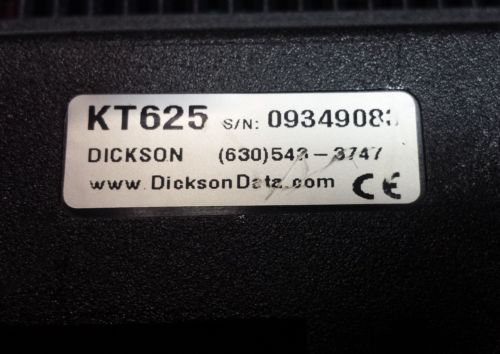 KT625 S/N: 0934908
DICKSON (630)543-3747
www.DicksonData.com CE